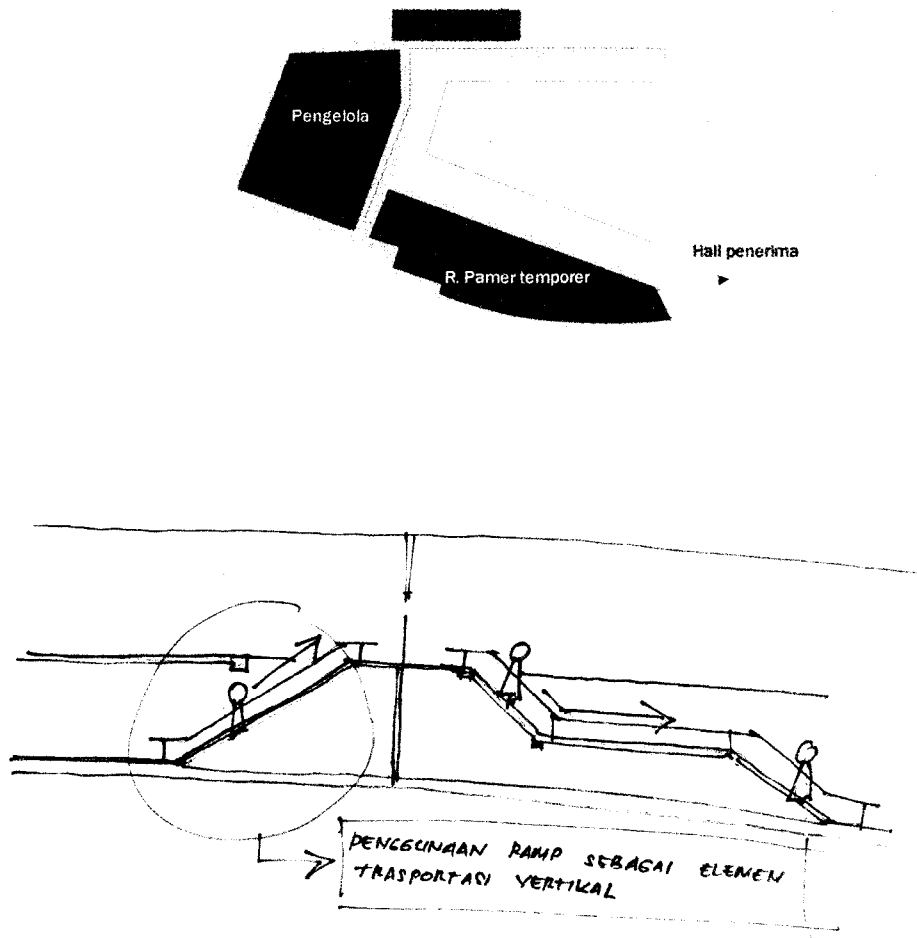 Pengelola
Hall penerima
R. Pamer temporer
PENGGUNAAN RAMP SEBAGAI ELEMEN
TRASPORTASI VERTIKAL